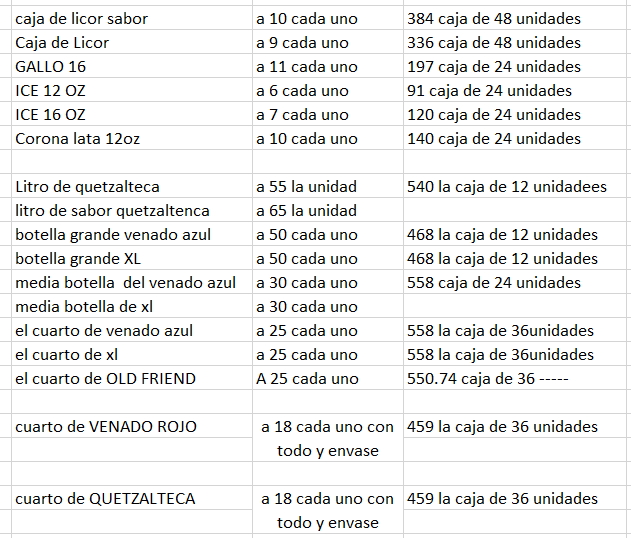 caja de licor sabor a 10 cada uno 384 caja de 48 unidades
Caja de Licor a 9 cada uno 336 caja de 48 unidades
GALLO 16 a 11 cada uno 197 caja de 24 unidades
ICE 12 OZ a 6 cada uno 91 caja de 24 unidades
ICE 16 OZ a 7 cada uno 120 caja de 24 unidades
Corona lata 12oz a 10 cada uno 140 caja de 24 unidades
Litro de quetzalteca a 55 la unidad 540 la caja de 12 unidadees
litro de sabor quetzaltenca a 65 la unidad
botella grande venado azul a 50 cada uno 468 la caja de 12 unidades
botella grande XL a 50 cada uno 468 la caja de 12 unidades
media botella  del venado azul a 30 cada uno 558 caja de 24 unidades
media botella de xl a 30 cada uno
el cuarto de venado azul a 25 cada uno 558 la caja de 36unidades
el cuarto de xl a 25 cada uno 558 la caja de 36unidades
el cuarto de OLD FRIEND A 25 cada uno 550.74 caja de 36 -----
cuarto de VENADO ROJO a 18 cada uno con 459 la caja de 36 unidades
todo y envase
cuarto de QUETZALTECA a 18 cada uno con 459 la caja de 36 unidades
todo y envase